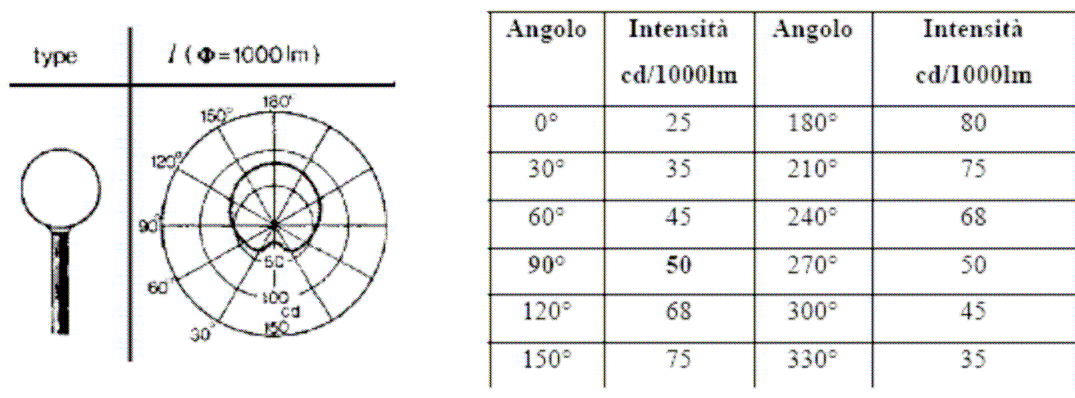 type
I (Φ=1000lm)
180°
150°
120°
90°
60°
30°
50
100
cd
150
Angolo Intensità cd/1000lm Angolo Intensità cd/1000lm
0° 25 180° 80
30° 35 210° 75
60° 45 240° 68
90° 50 270° 50
120° 68 300° 45
150° 75 330° 35